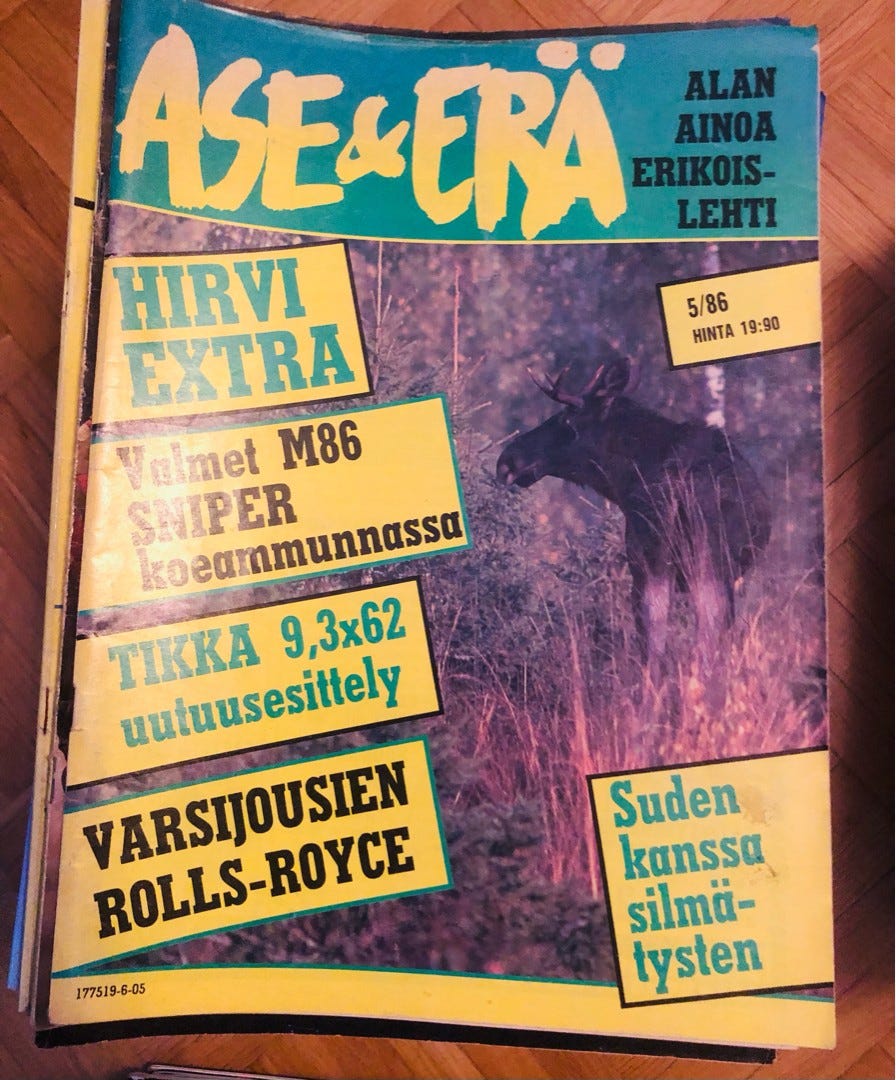 ASE & ERÄ
ALAN
AINOA
ERIKOIS-
LEHTI
HIRVI
EXTRA
5/86
HINTA 19:90
Valmet M86
SNIPER
koeammunnassa
TIKKA 9,3x62
uutuusesittely
VARSIJOUSIEN
ROLLS-ROYCE
Suden
kanssa
silmä-
tysten
177519-6-05